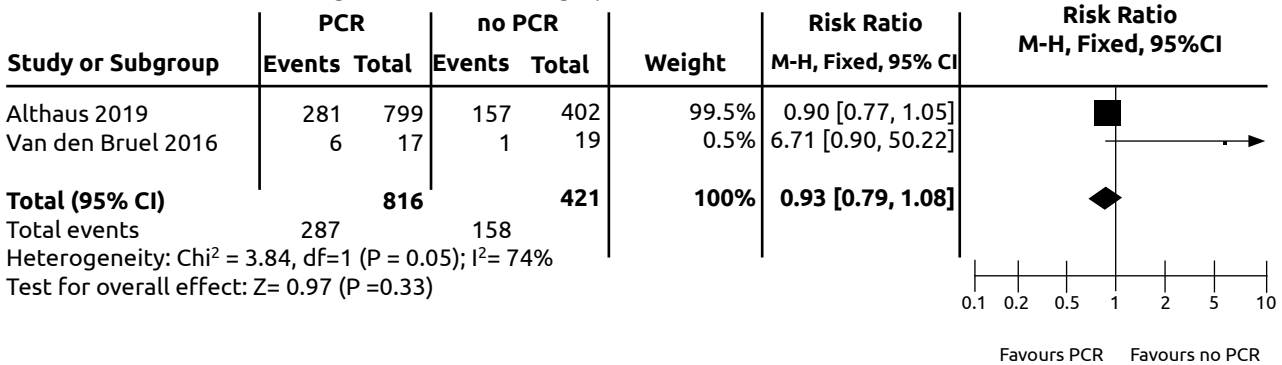 PCR no PCR Risk Ratio Risk Ratio
Study or Subgroup Events Total Events Total Weight M-H, Fixed, 95% CI M-H, Fixed, 95%CI
Althaus 2019 281 799 157 402 99.5% 0.90 [0.77, 1.05]
Van den Bruel 2016 6 17 1 19 0.5% 6.71 [0.90, 50.22]
Total (95% CI) 816 421 100% 0.93 [0.79, 1.08]
Total events 287 158
Heterogeneity: Chi² = 3.84, df=1 (P = 0.05); I²= 74%
Test for overall effect: Z= 0.97 (P =0.33)
0.1 0.2 0.5 1 2 5 10
Favours PCR Favours no PCR